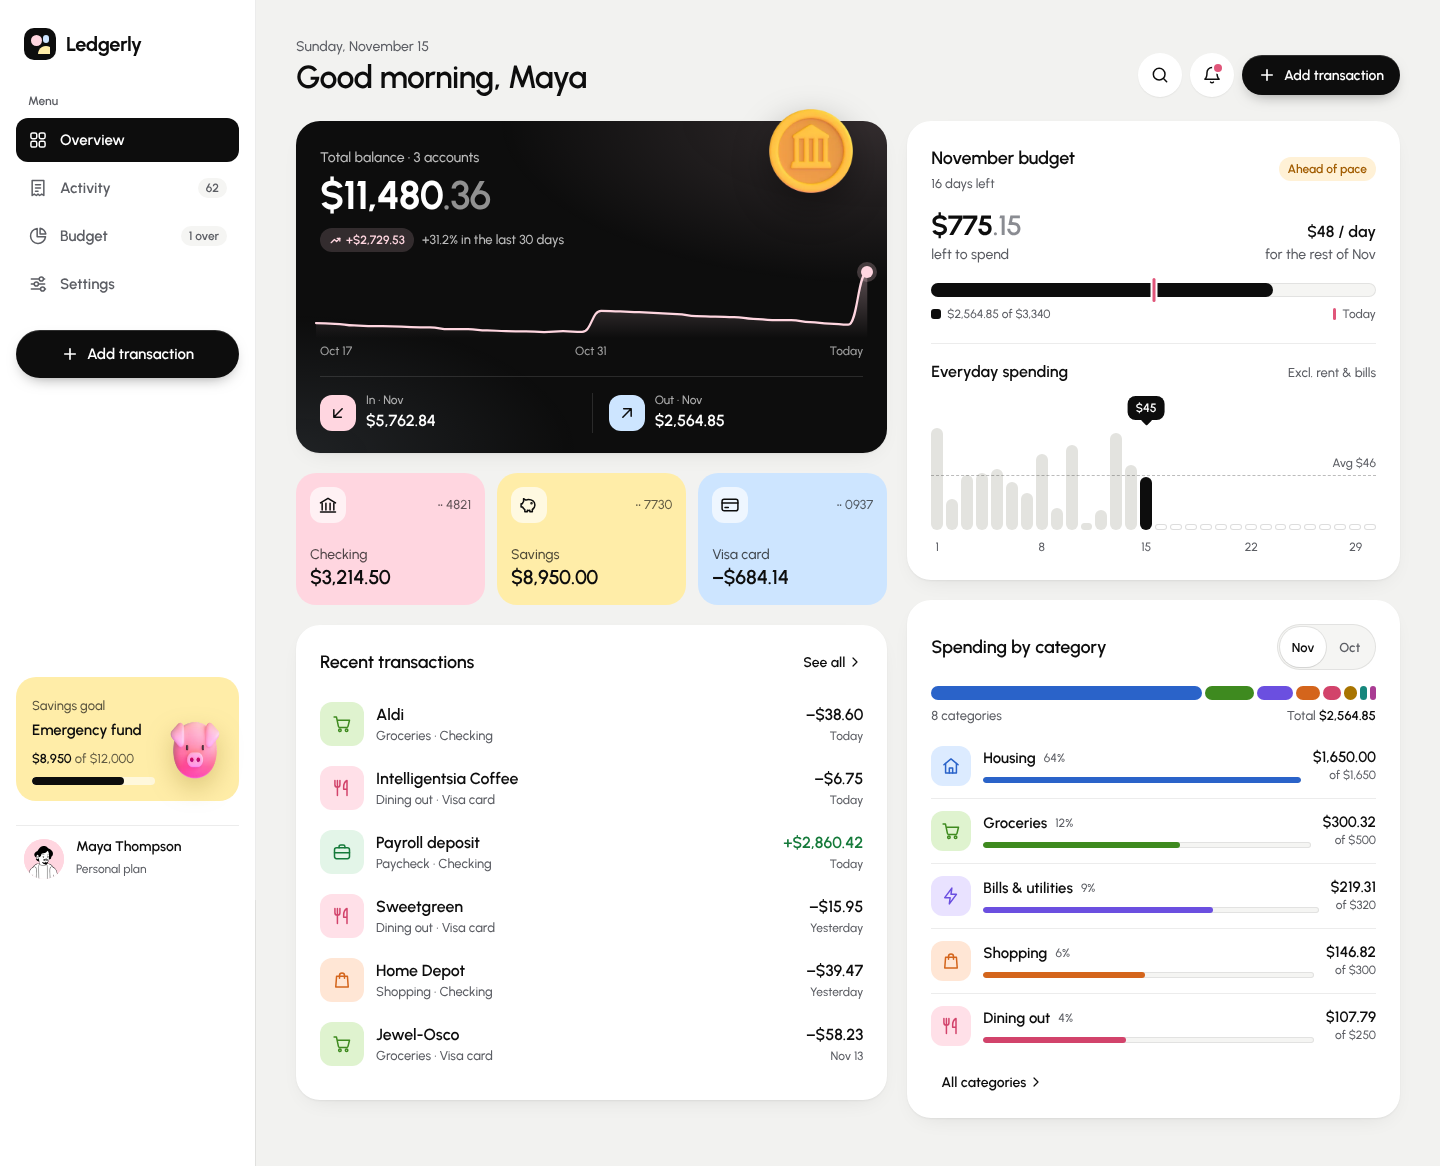 Ledgerly
Menu
Overview
Activity 62
Budget 1 over
Settings
Add transaction
Savings goal
Emergency fund
$8,950 of $12,000
Maya Thompson
Personal plan
Sunday, November 15
Good morning, Maya
Add transaction
Total balance · 3 accounts
$11,480.36
+$2,729.53 +31.2% in the last 30 days
Oct 17 Oct 31 Today
In · Nov
$5,762.84
Out · Nov
$2,564.85
·· 4821
Checking
$3,214.50
·· 7730
Savings
$8,950.00
·· 0937
Visa card
−$684.14
Recent transactions See all
Aldi −$38.60
Groceries · Checking Today
Intelligentsia Coffee −$6.75
Dining out · Visa card Today
Payroll deposit +$2,860.42
Paycheck · Checking Today
Sweetgreen −$15.95
Dining out · Visa card Yesterday
Home Depot −$39.47
Shopping · Checking Yesterday
Jewel-Osco −$58.23
Groceries · Visa card Nov 13
November budget
16 days left
Ahead of pace
$775.15 $48 / day
left to spend for the rest of Nov
$2,564.85 of $3,340 Today
Everyday spending Excl. rent & bills
$45
Avg $46
1 8 15 22 29
Spending by category Nov Oct
8 categories Total $2,564.85
Housing 64% $1,650.00
of $1,650
Groceries 12% $300.32
of $500
Bills & utilities 9% $219.31
of $320
Shopping 6% $146.82
of $300
Dining out 4% $107.79
of $250
All categories